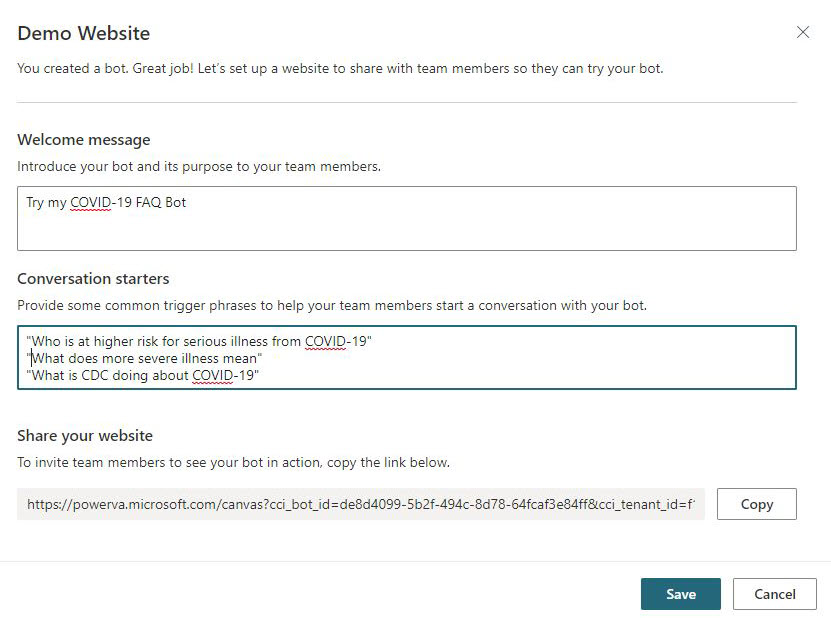 Demo Website
You created a bot. Great job! Let's set up a website to share with team members so they can try your bot.
Welcome message
Introduce your bot and its purpose to your team members.
Try my COVID-19 FAQ Bot
Conversation starters
Provide some common trigger phrases to help your team members start a conversation with your bot.
"Who is at higher risk for serious illness from COVID-19"
"What does more severe illness mean"
"What is CDC doing about COVID-19"
Share your website
To invite team members to see your bot in action, copy the link below.
https://powerva.microsoft.com/canvas?cci_bot_id=de8d4099-5b2f-494c-8d78-64fcaf3e84ff&cci_tenant_id=f
Copy
Save
Cancel